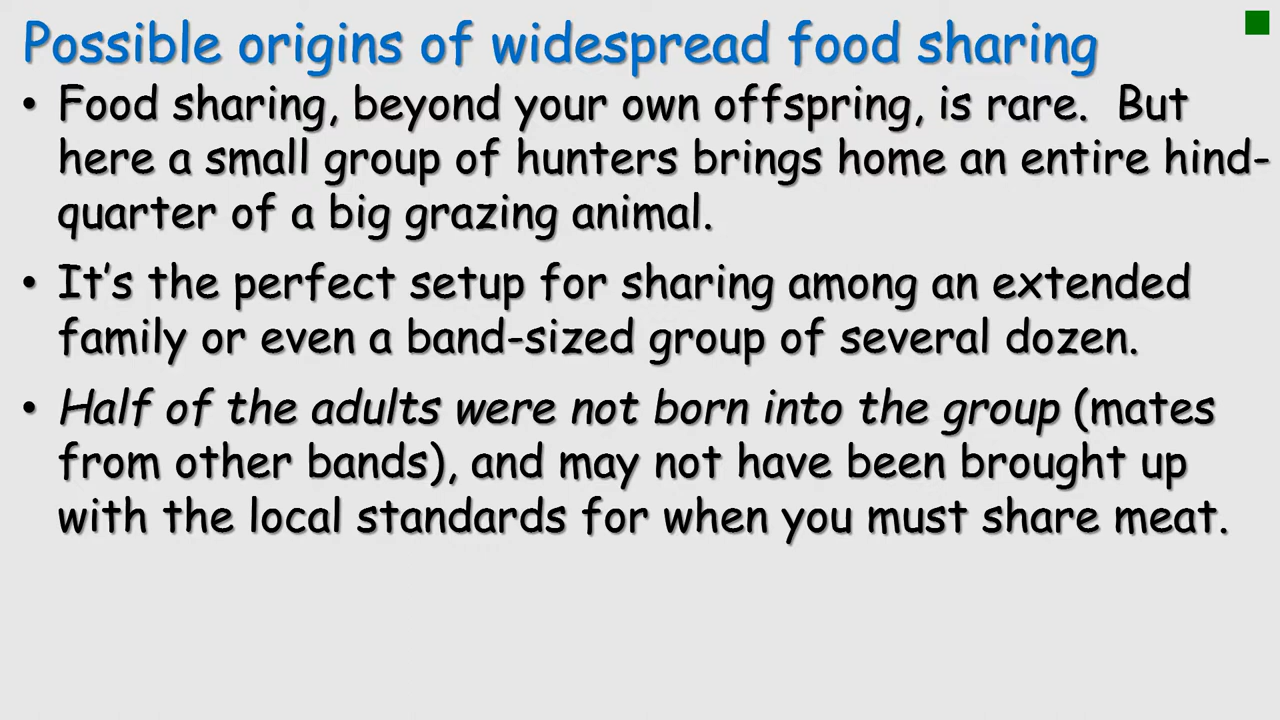 Possible origins of widespread food sharing
• Food sharing, beyond your own offspring, is rare.  But
here a small group of hunters brings home an entire hind-
quarter of a big grazing animal.
• It’s the perfect setup for sharing among an extended
family or even a band-sized group of several dozen.
• Half of the adults were not born into the group (mates
from other bands), and may not have been brought up
with the local standards for when you must share meat.